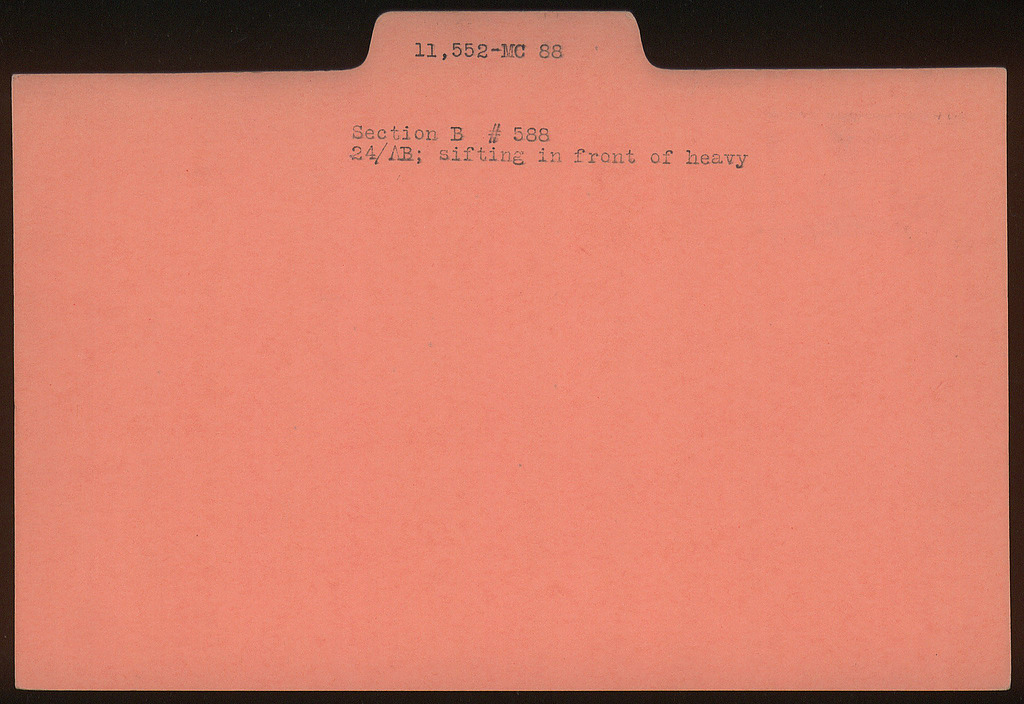 11,552-MC 88
Section B # 588
24/AB; sifting in front of heavy